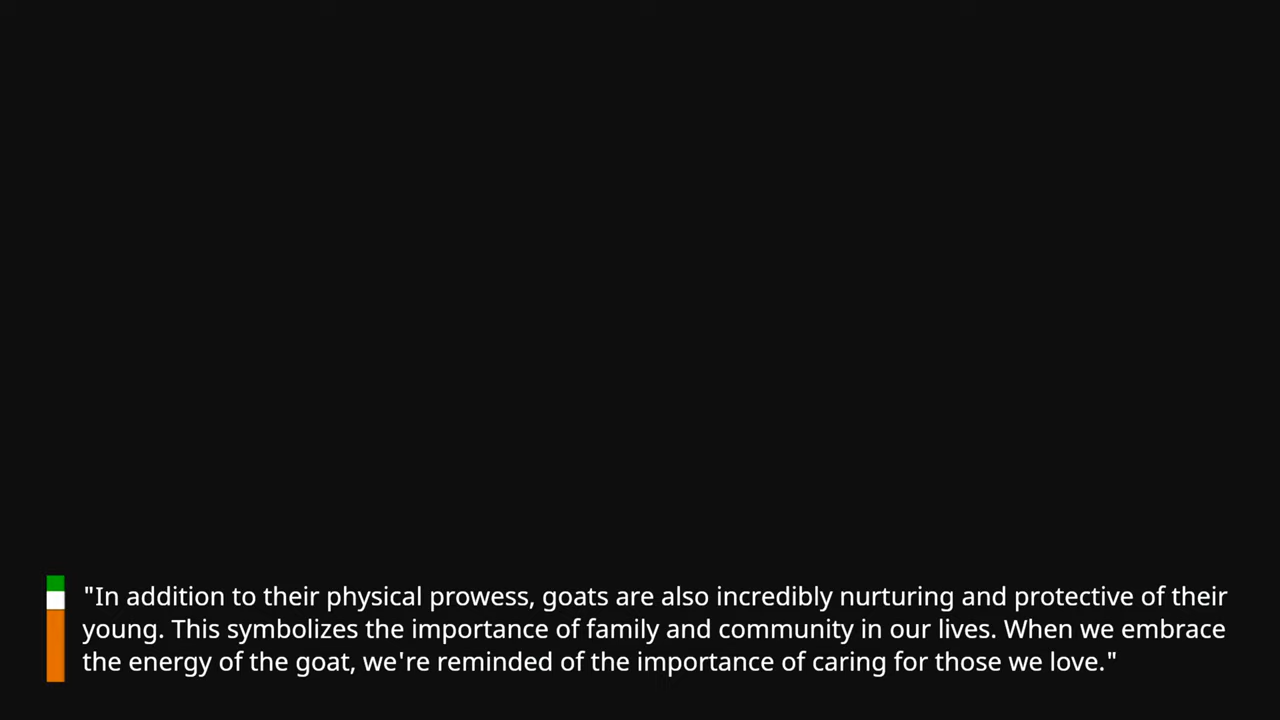 "In addition to their physical prowess, goats are also incredibly nurturing and protective of their
young. This symbolizes the importance of family and community in our lives. When we embrace
the energy of the goat, we're reminded of the importance of caring for those we love."